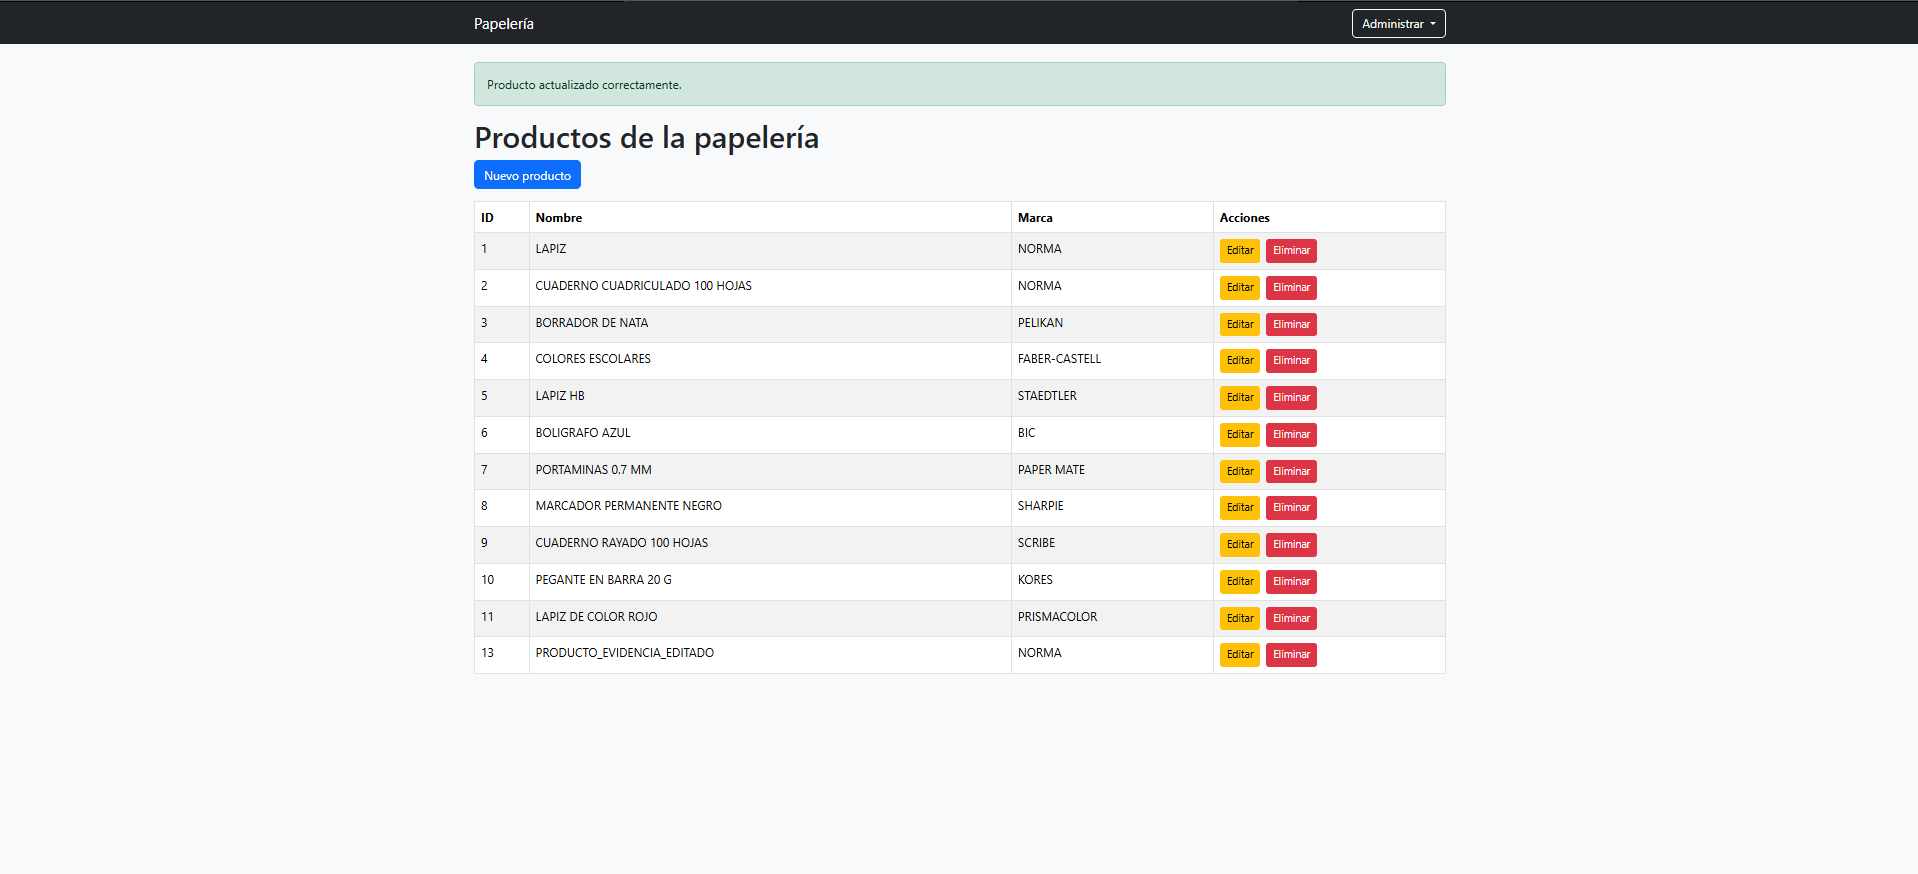 Papelería Administrar
Producto actualizado correctamente.
Productos de la papelería
Nuevo producto
ID Nombre Marca Acciones
1 LAPIZ NORMA Editar Eliminar
2 CUADERNO CUADRICULADO 100 HOJAS NORMA Editar Eliminar
3 BORRADOR DE NATA PELIKAN Editar Eliminar
4 COLORES ESCOLARES FABER-CASTELL Editar Eliminar
5 LAPIZ HB STAEDTLER Editar Eliminar
6 BOLIGRAFO AZUL BIC Editar Eliminar
7 PORTAMINAS 0.7 MM PAPER MATE Editar Eliminar
8 MARCADOR PERMANENTE NEGRO SHARPIE Editar Eliminar
9 CUADERNO RAYADO 100 HOJAS SCRIBE Editar Eliminar
10 PEGANTE EN BARRA 20 G KORES Editar Eliminar
11 LAPIZ DE COLOR ROJO PRISMACOLOR Editar Eliminar
13 PRODUCTO_EVIDENCIA_EDITADO NORMA Editar Eliminar